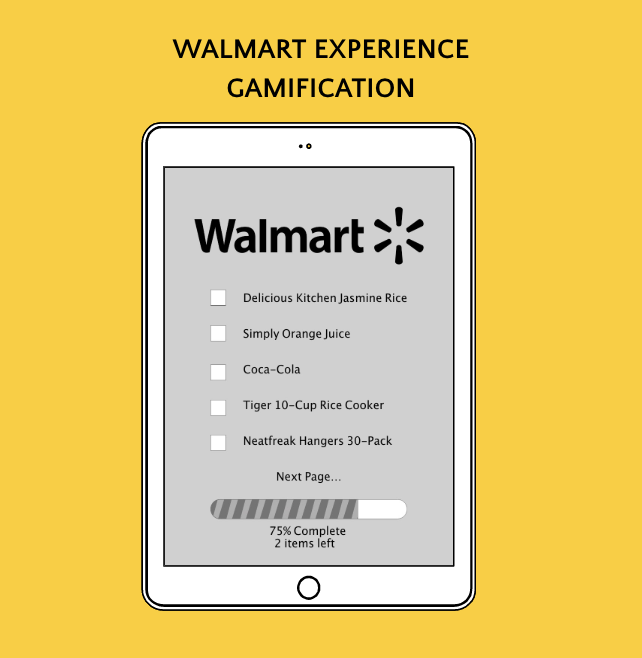 WALMART EXPERIENCE
GAMIFICATION
Walmart
Delicious Kitchen Jasmine Rice
Simply Orange Juice
Coca-Cola
Tiger 10-Cup Rice Cooker
Neatfreak Hangers 30-Pack
Next Page...
75% Complete
2 items left